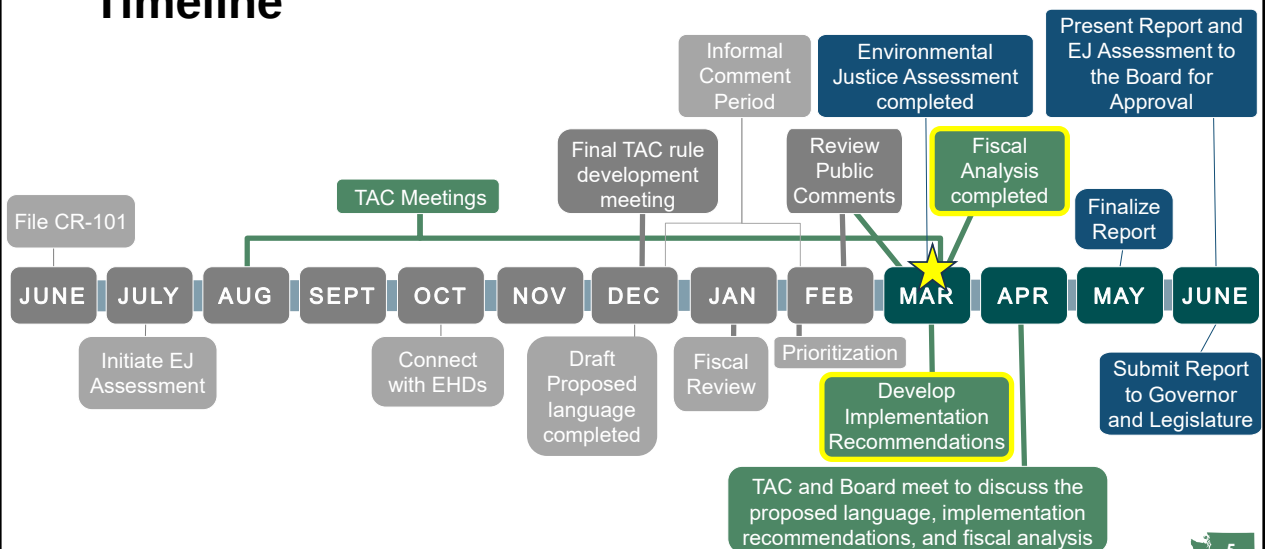 Timeline
Informal
Comment
Period
Environmental
Justice Assessment
completed
Present Report and
EJ Assessment to
the Board for
Approval
Final TAC rule
development
meeting
Review
Public
Comments
Fiscal
Analysis
completed
TAC Meetings
File CR-101
Finalize
Report
JUNE JULY AUG SEPT OCT NOV DEC JAN FEB MAR APR MAY JUNE
Initiate EJ
Assessment
Connect
with EHDs
Draft
Proposed
language
completed
Fiscal
Review
Prioritization
Develop
Implementation
Recommendations
Submit Report
to Governor
and Legislature
TAC and Board meet to discuss the
proposed language, implementation
recommendations, and fiscal analysis
5